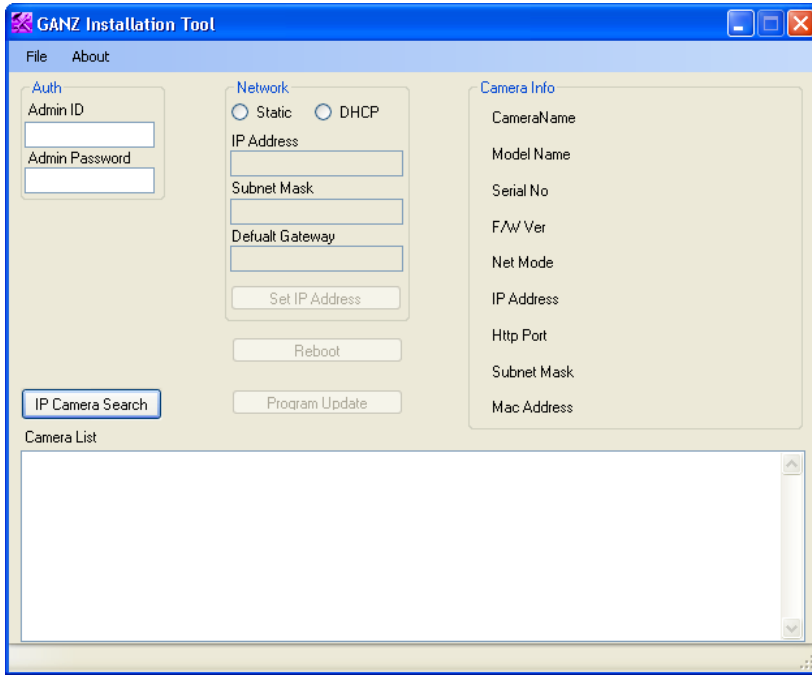 GANZ Installation Tool
File About
Auth
Admin ID
Admin Password
Network
Static DHCP
IP Address
Subnet Mask
Defualt Gateway
Set IP Address
Reboot
Program Update
IP Camera Search
Camera Info
CameraName
Model Name
Serial No
F/W Ver
Net Mode
IP Address
Http Port
Subnet Mask
Mac Address
Camera List